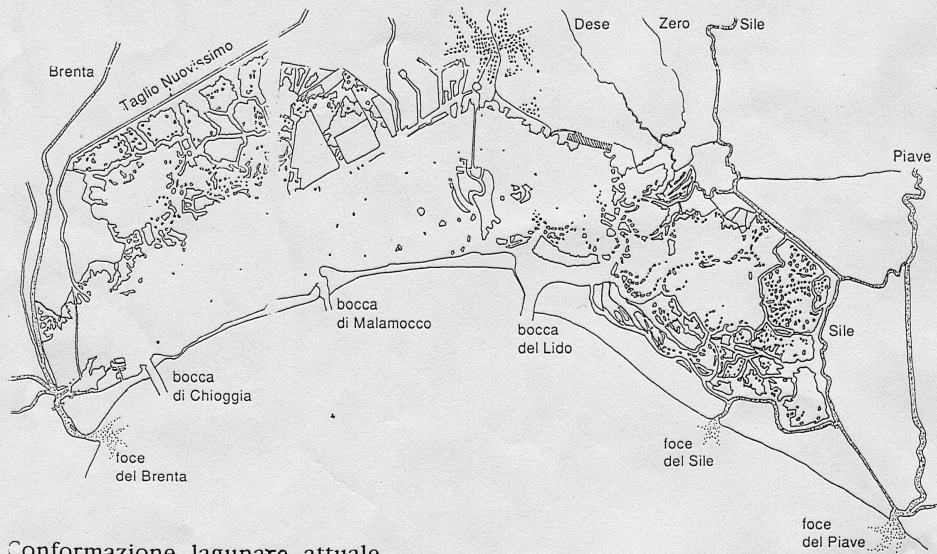 Dese
Zero
Sile
Brenta
Taglio Nuovissimo
Piave
bocca
di Malamocco
bocca
del Lido
Sile
bocca
di Chioggia
foce
del Sile
foce
del Brenta
foce
del Piave
Conformazione lagunare attuale